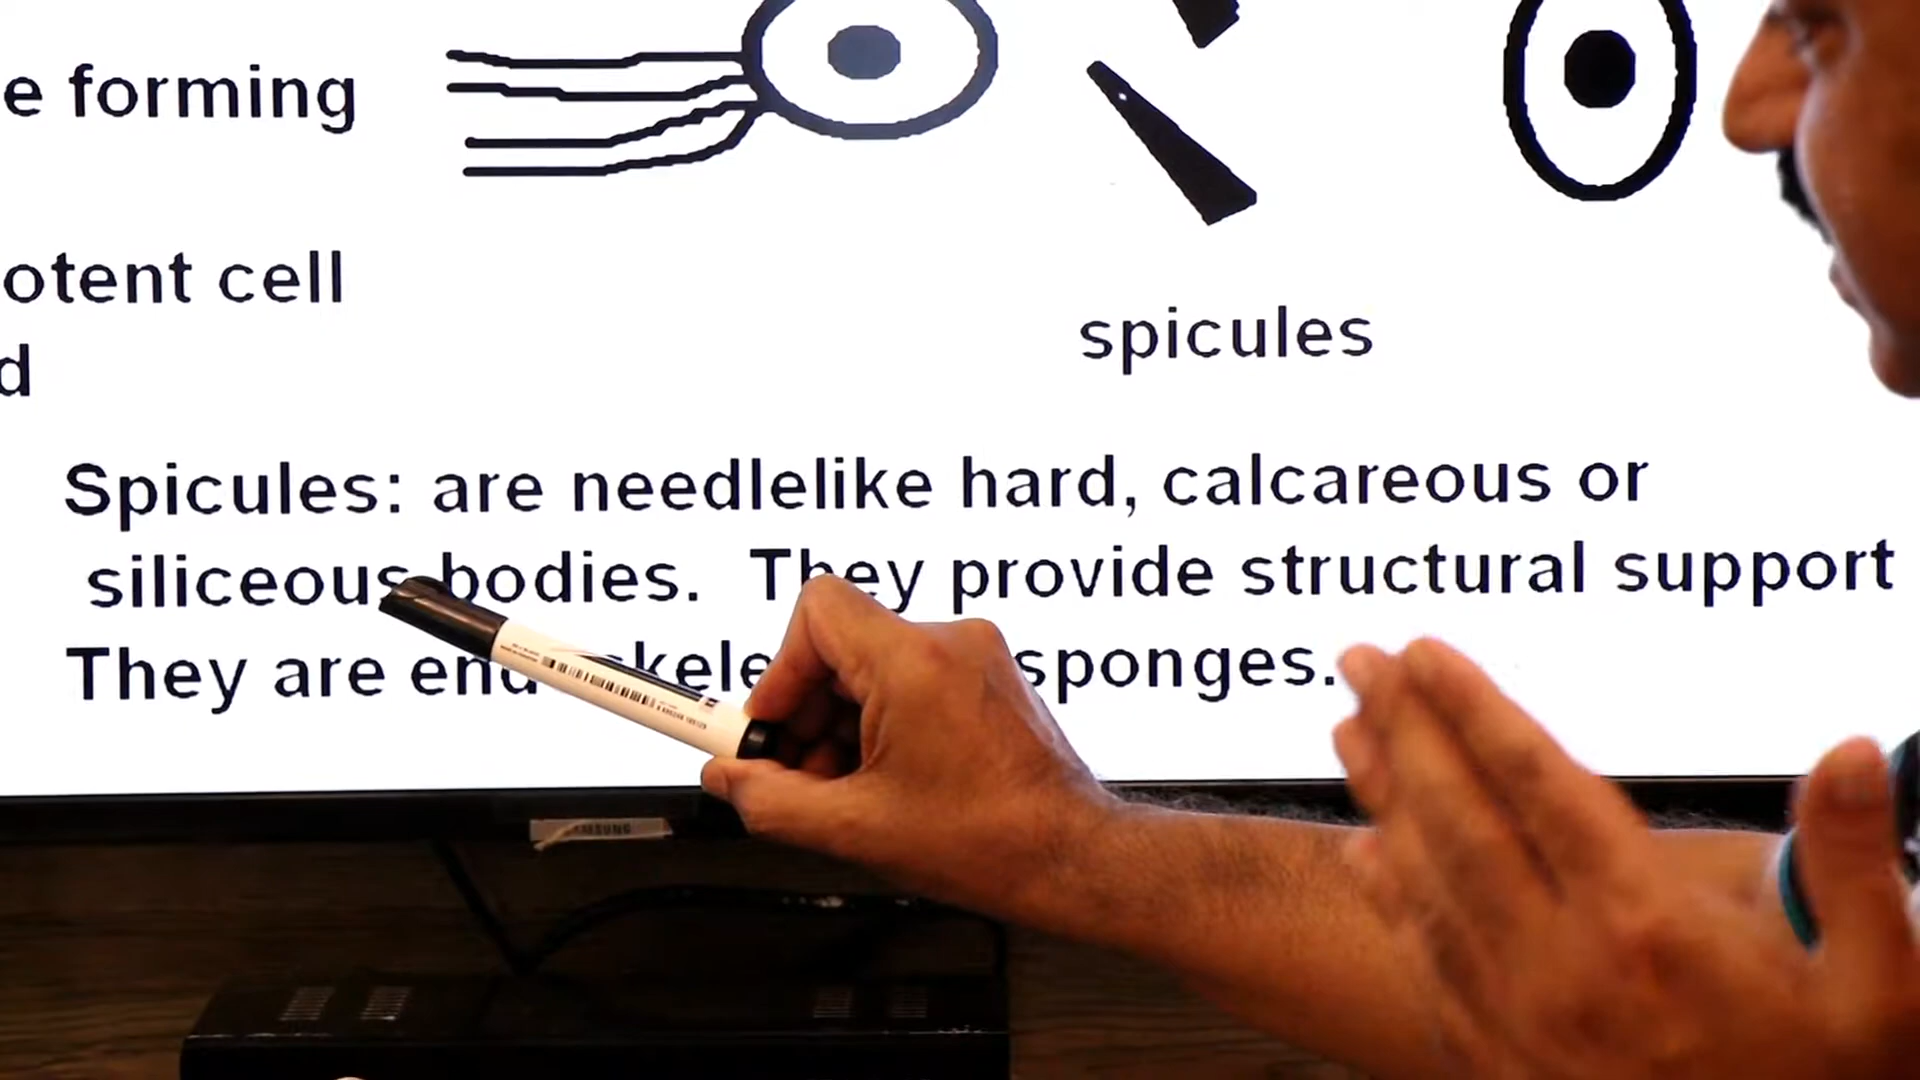 e forming
otent cell
d
spicules
Spicules: are needlelike hard, calcareous or
siliceous bodies. They provide structural support
They are sponges.
SAMSUNG